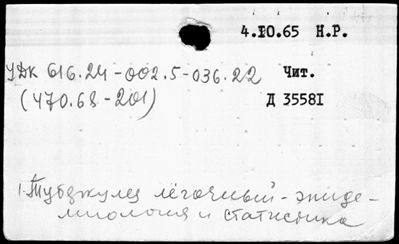 4.10.65 Н.Р.
УДК 616.24-002.5-036.22 Чит.
(470.68-201) Д 35581
1. Туберкулез лёгочный - эпиде-
миология и статистика